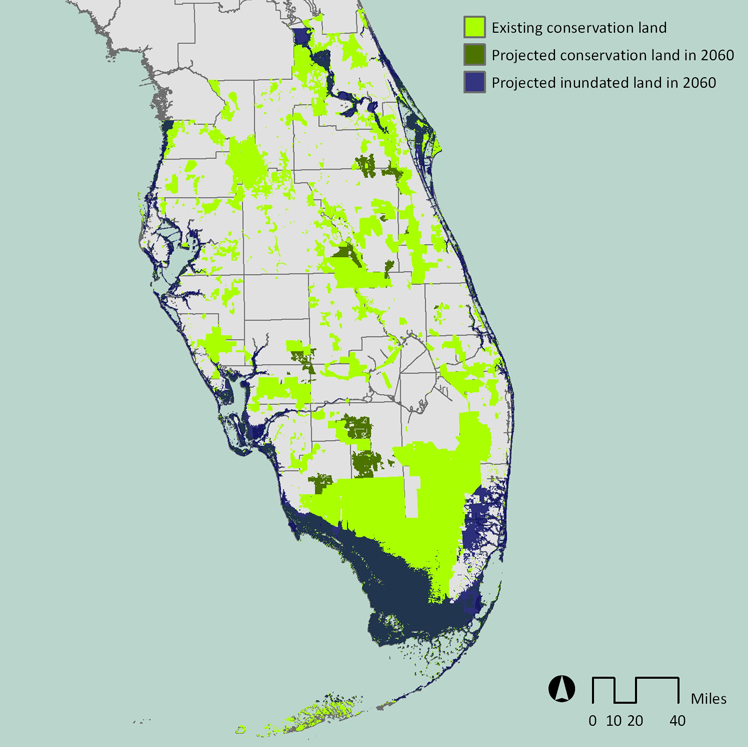 Existing conservation land
Projected conservation land in 2060
Projected inundated land in 2060
Miles
0 10 20 40